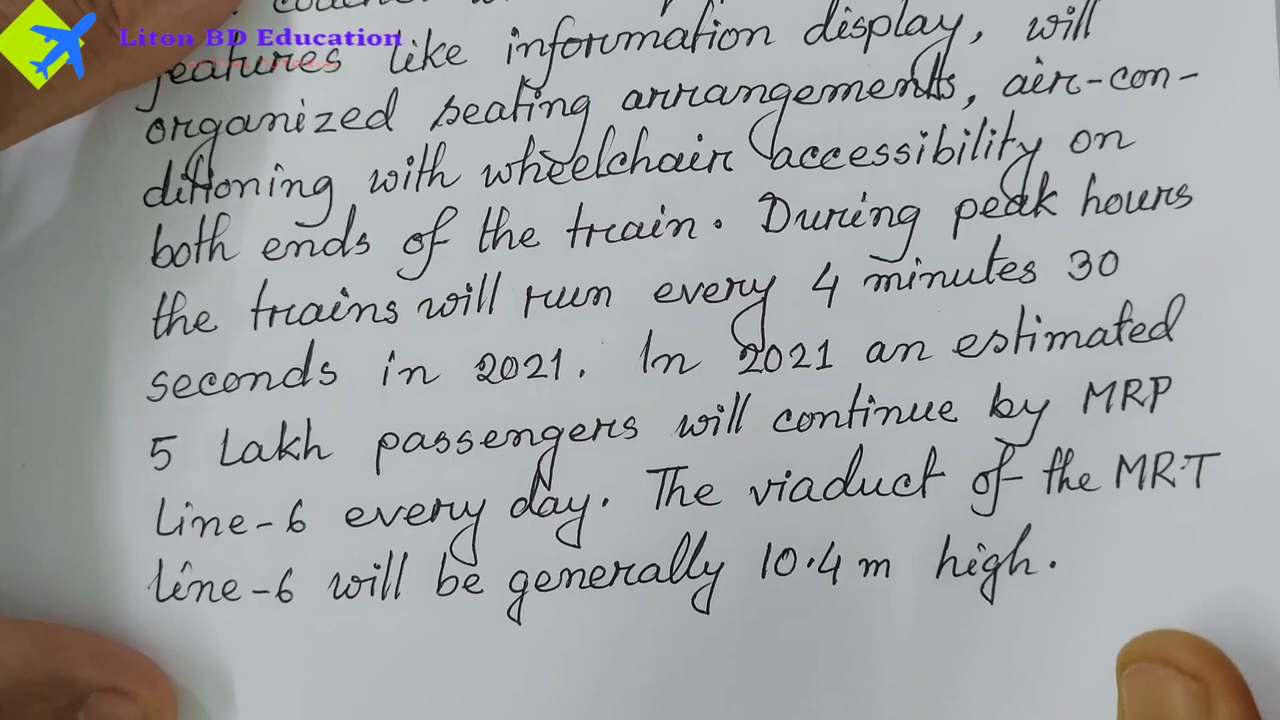 Liton BD Education
features like information display, will
organized seating arrangements, air-con-
ditioning with wheelchair accessibility on
both ends of the train. During peak hours
the trains will run every 4 minutes 30
seconds in 2021. In 2021 an estimated
5 Lakh passengers will continue by MRP
Line-6 every day. The viaduct of the MRT
line-6 will be generally 10.4m high.